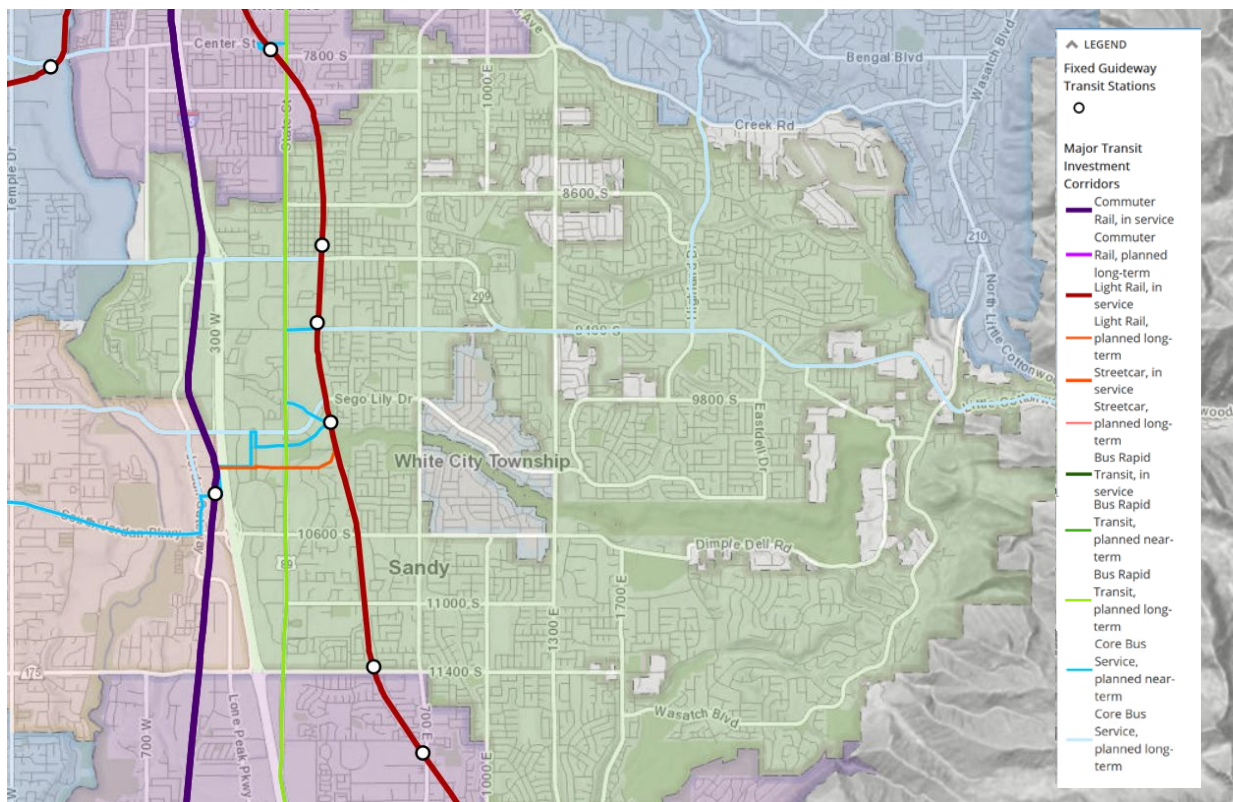 Center St
7800 S
1000 E
Bengal Blvd
Wasatch Blvd
State St
Creek Rd
Templer Dr
8600 S
210
North Little Cottonwood
209
Highland Dr
300 W
9400 S
Sego Lily Dr
9800 S
Eastdell Dr
White City Township
South Jordan Pkwy
10600 S
Dimple Dell Rd
89
Sandy
11000 S
1300 E
1700 E
175
11400 S
Wasatch Blvd
700 W
Lone Peak Pkwy
700 E
1000 E
LEGEND
Fixed Guideway
Transit Stations
Major Transit
Investment
Corridors
Commuter
Rail, in service
Commuter
Rail, planned
long-term
Light Rail, in
service
Light Rail,
planned long-
term
Streetcar, in
service
Streetcar,
planned long-
term
Bus Rapid
Transit, in
service
Bus Rapid
Transit,
planned near-
term
Bus Rapid
Transit,
planned long-
term
Core Bus
Service,
planned near-
term
Core Bus
Service,
planned long-
term